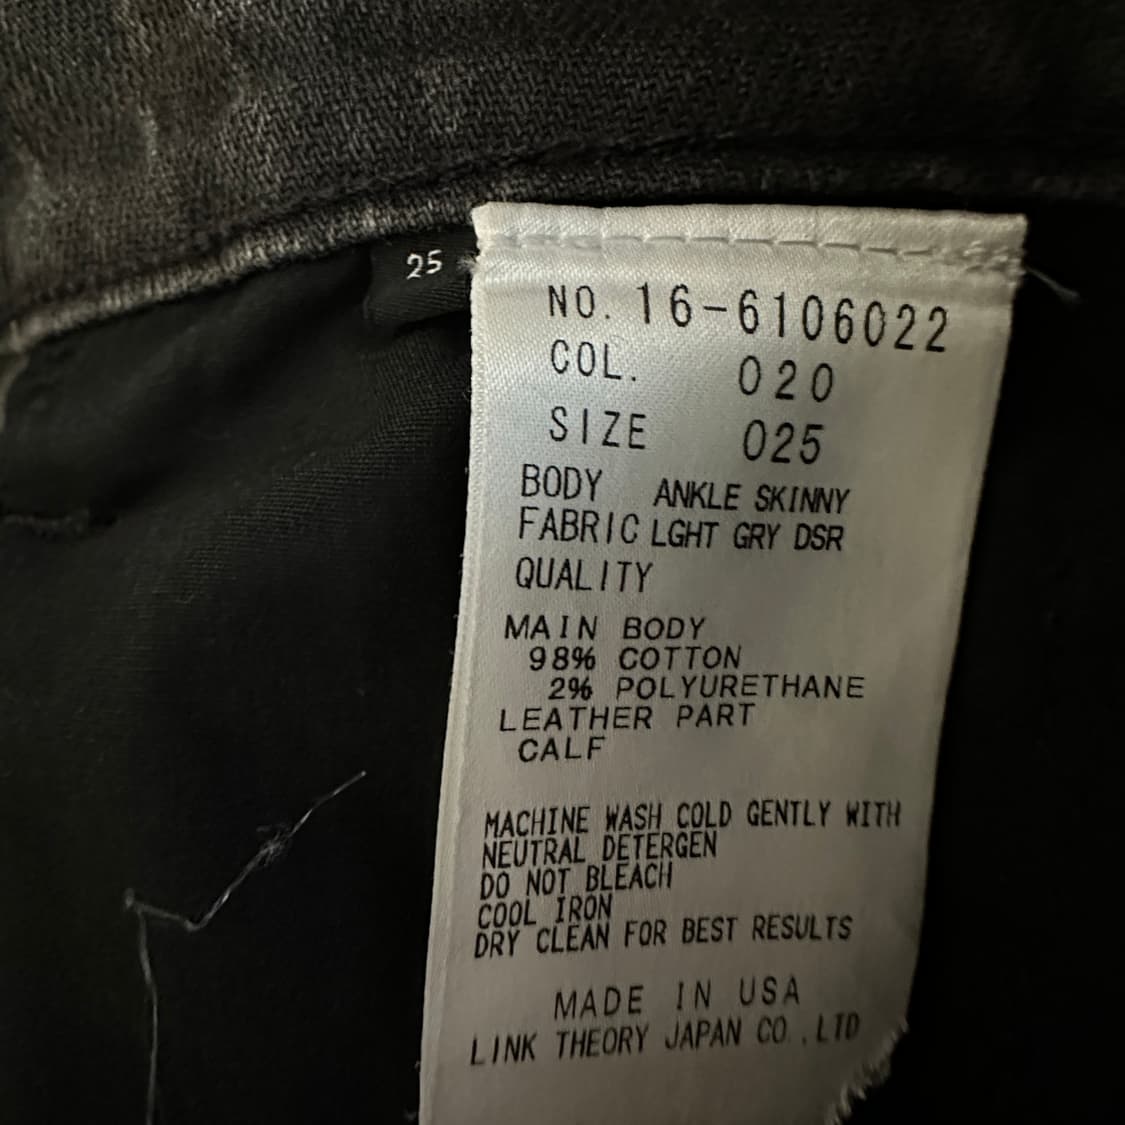 25
NO. 16-6106022
COL. 020
SIZE 025
BODY ANKLE SKINNY
FABRIC LGHT GRY DSR
QUALITY
MAIN BODY
98% COTTON
2% POLYURETHANE
LEATHER PART
CALF
MACHINE WASH COLD GENTLY WITH
NEUTRAL DETERGEN
DO NOT BLEACH
COOL IRON
DRY CLEAN FOR BEST RESULTS
MADE IN USA
LINK THEORY JAPAN CO.,LTD